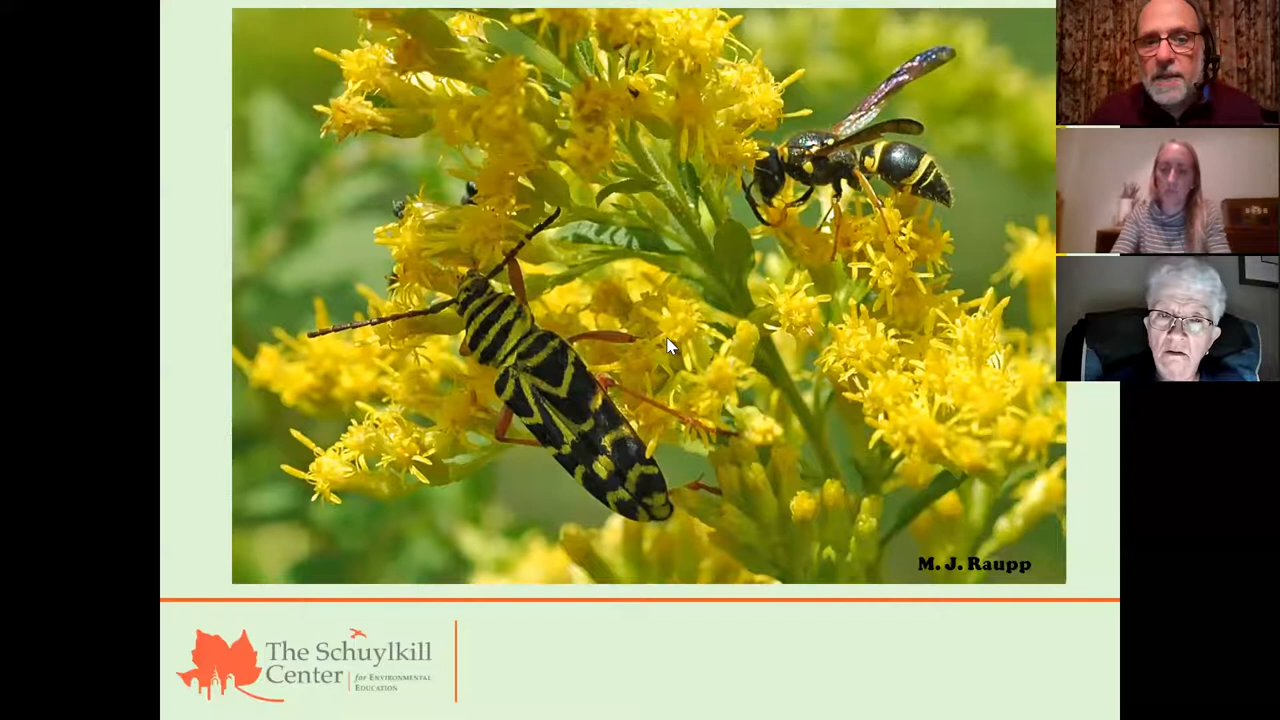 M. J. Raupp
The Schuylkill
Center
for ENVIRONMENTAL
EDUCATION